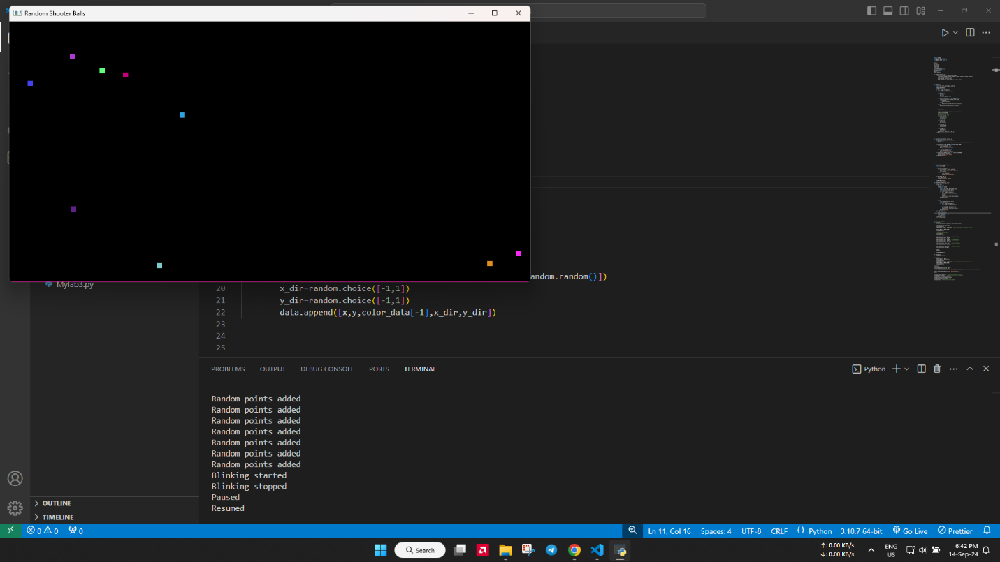 Random Shooter Balls
Mylab3.py
andom.random()])
20
x_dir=random.choice([-1,1])
21
y_dir=random.choice([-1,1])
22
data.append([x,y,color_data[-1],x_dir,y_dir])
23
24
25
PROBLEMS OUTPUT DEBUG CONSOLE PORTS TERMINAL
Python
Random points added
Random points added
Random points added
Random points added
Random points added
Random points added
Random points added
Blinking started
Blinking stopped
Paused
Resumed
OUTLINE
TIMELINE
0 0 0 Ln 11, Col 16 Spaces: 4 UTF-8 CRLF {} Python 3.10.7 64-bit Go Live Prettier
Search
↑: 0.00 KB/s
↓: 0.00 KB/s
ENG
US
6:42 PM
14-Sep-24